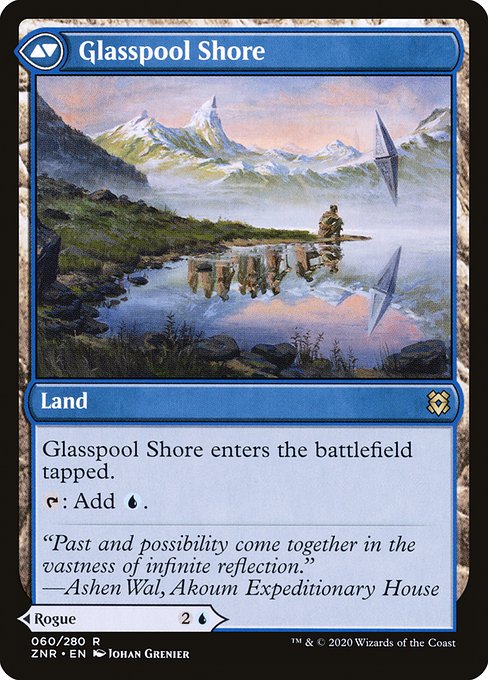 Glasspool Shore
Land
Glasspool Shore enters the battlefield
tapped.
: Add .
“Past and possibility come together in the
vastness of infinite reflection.”
—Ashen Wal, Akoum Expeditionary House
Rogue 2
060/280 R
ZNR • EN Johan Grenier
™ & © 2020 Wizards of the Coast